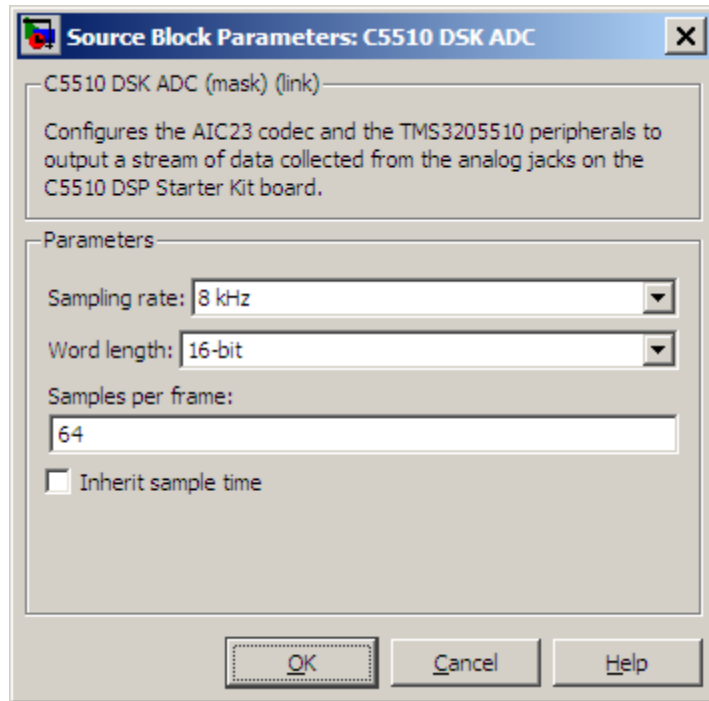 Source Block Parameters: C5510 DSK ADC
C5510 DSK ADC (mask) (link)
Configures the AIC23 codec and the TMS3205510 peripherals to
output a stream of data collected from the analog jacks on the
C5510 DSP Starter Kit board.
Parameters
Sampling rate: 8 kHz
Word length: 16-bit
Samples per frame:
64
Inherit sample time
OK Cancel Help